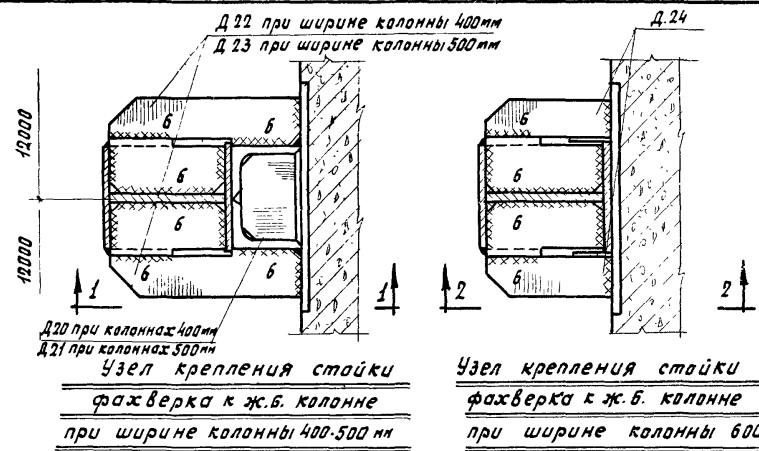 Д22 при ширине колонны 400мм
Д23 при ширине колонны 500мм
Д.24
12000
12000
6
6
6
6
6
6
6
6
6
6
1
1
2
2
Д20 при колоннах 400мм
Д21 при колоннах 500мм
Узел крепления стойки
фахверка к ж.б. колонне
при ширине колонны 400-500 мм
Узел крепления стойки
фахверка к ж.б. колонне
при ширине колонны 600